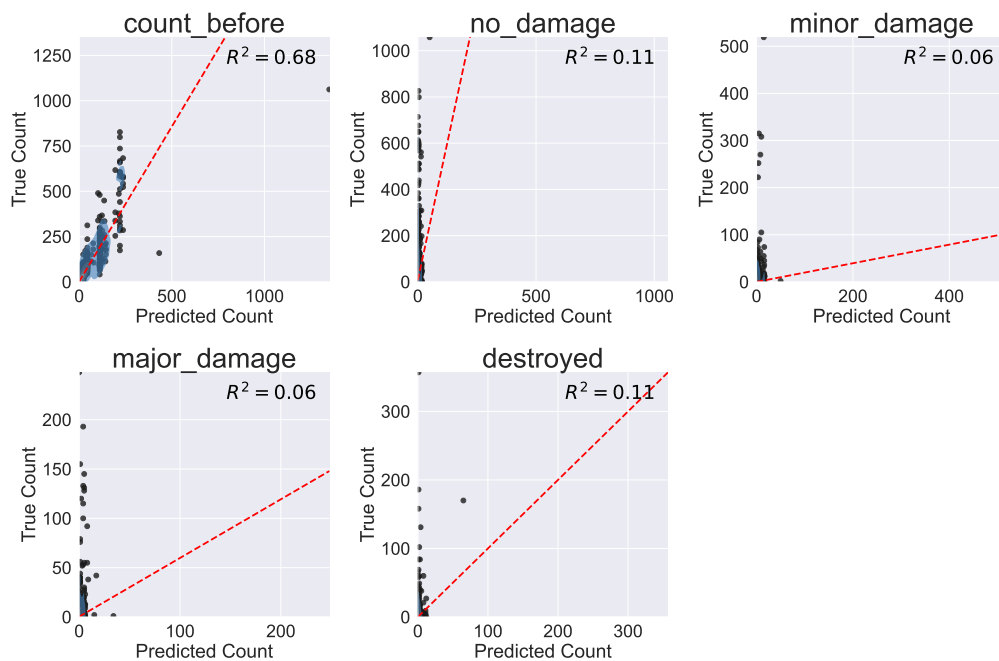 count_before
R² = 0.68
True Count
1250
1000
750
500
250
0
0 500 1000
Predicted Count
no_damage
R² = 0.11
True Count
1000
800
600
400
200
0
0 500 1000
Predicted Count
minor_damage
R² = 0.06
True Count
500
400
300
200
100
0
0 200 400
Predicted Count
major_damage
R² = 0.06
True Count
200
150
100
50
0
0 100 200
Predicted Count
destroyed
R² = 0.11
True Count
300
200
100
0
0 100 200 300
Predicted Count